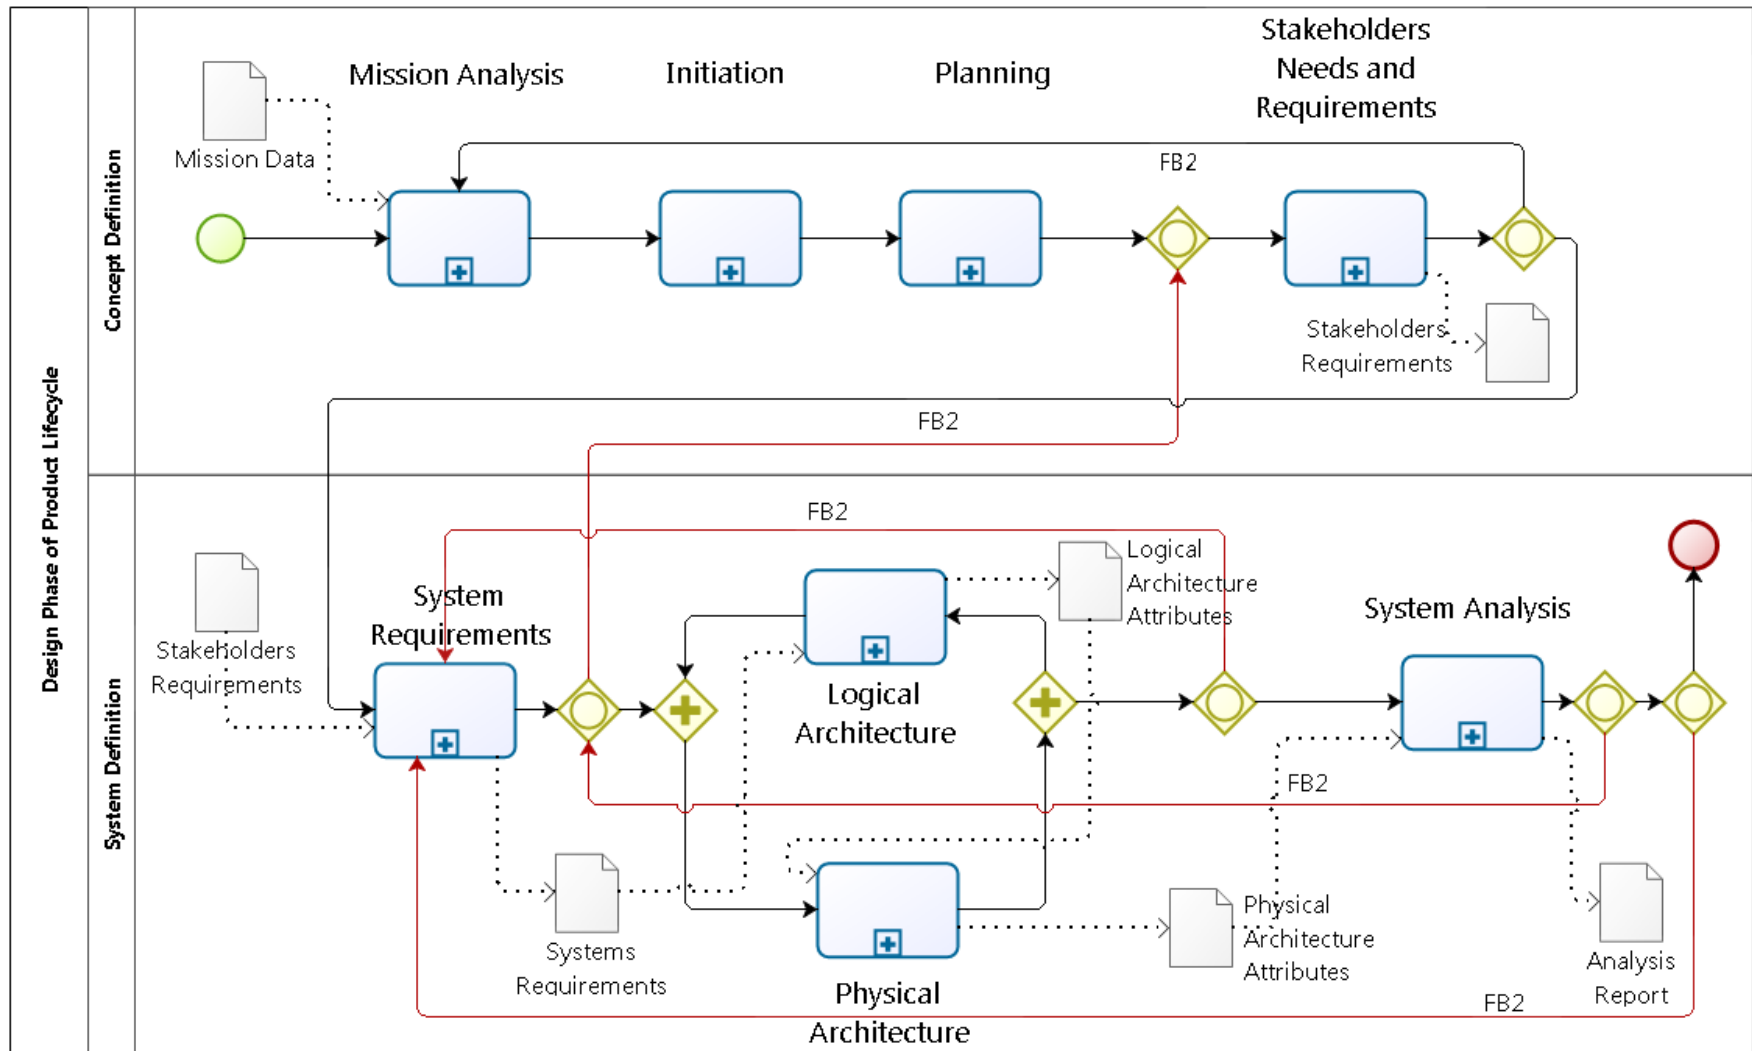 Design Phase of Product Lifecycle
Concept Definition
Mission Analysis
Initiation
Planning
Stakeholders
Needs and
Requirements
Mission Data
FB2
Stakeholders
Requirements
FB2
System Definition
FB2
Stakeholders
Requirements
System
Requirements
Logical
Architecture
Attributes
Logical
Architecture
System Analysis
FB2
Systems
Requirements
Physical
Architecture
Physical
Architecture
Attributes
Analysis
Report
FB2